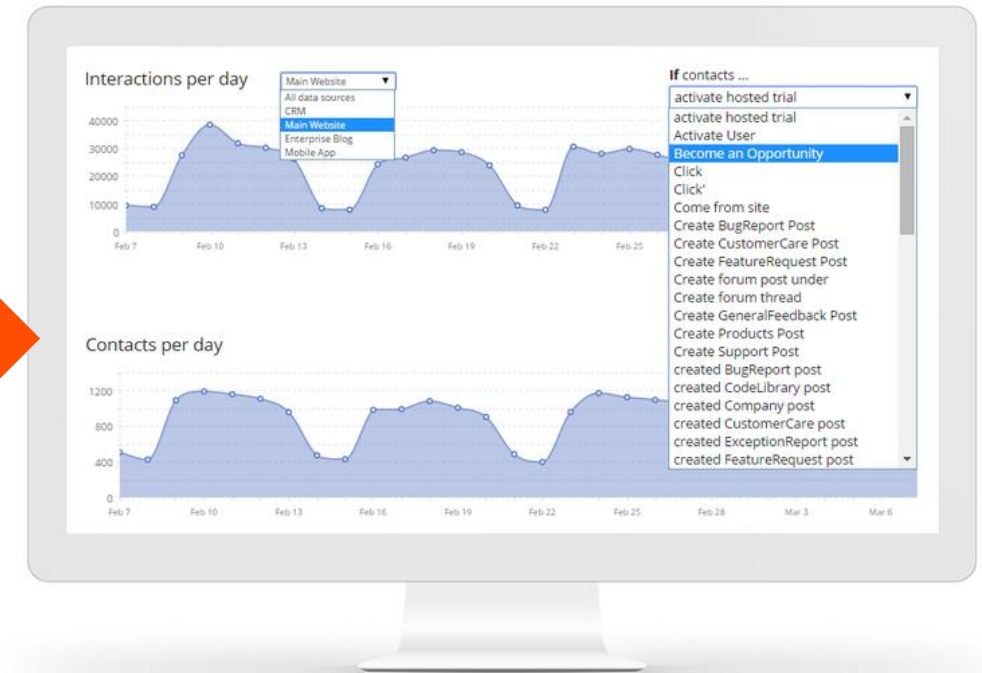 Interactions per day
Main Website
All data sources
CRM
Main Website
Enterprise Blog
Mobile App
40000
30000
20000
10000
0
Feb 7 Feb 10 Feb 13 Feb 16 Feb 19 Feb 22 Feb 25
If contacts ...
activate hosted trial
activate hosted trial
Activate User
Become an Opportunity
Click
Click'
Come from site
Create BugReport Post
Create CustomerCare Post
Create FeatureRequest Post
Create forum post under
Create forum thread
Create GeneralFeedback Post
Create Products Post
Create Support Post
created BugReport post
created CodeLibrary post
created Company post
created CustomerCare post
created ExceptionReport post
created FeatureRequest post
Contacts per day
1200
800
400
0
Feb 7 Feb 10 Feb 13 Feb 16 Feb 19 Feb 22 Feb 25 Feb 28 Mar 3 Mar 6